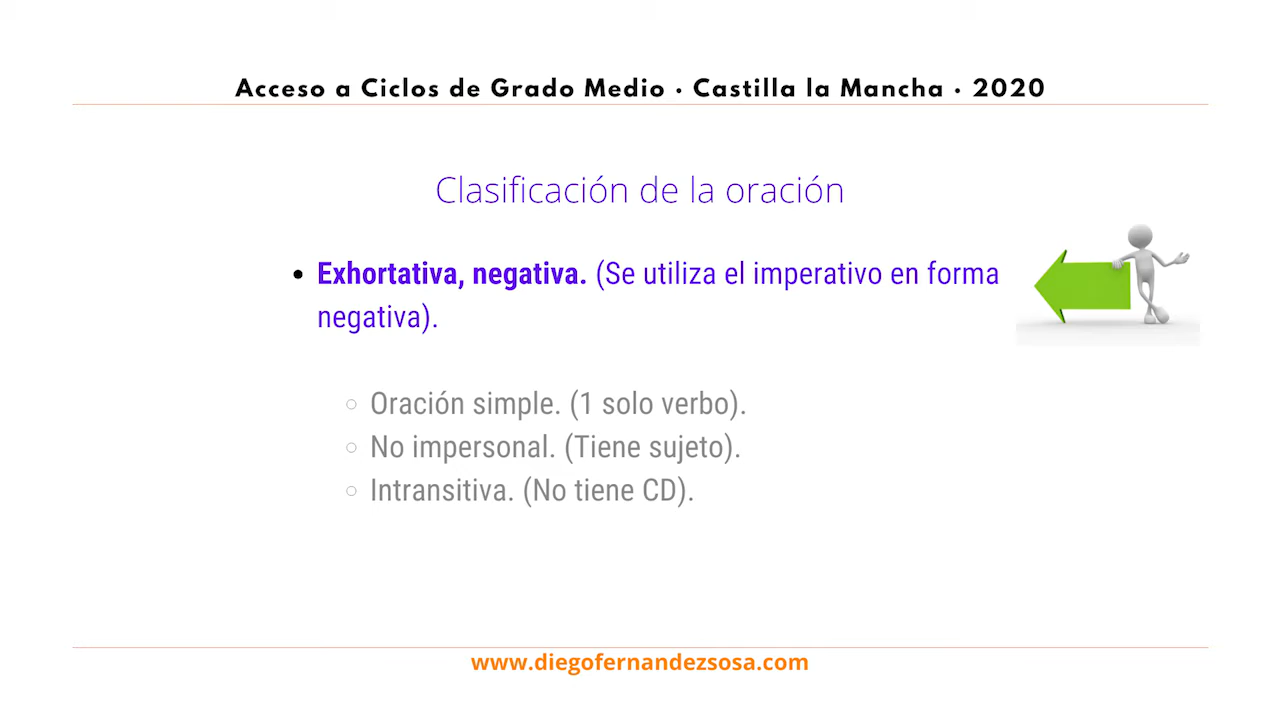 Acceso a Ciclos de Grado Medio · Castilla la Mancha · 2020
Clasificación de la oración
Exhortativa, negativa. (Se utiliza el imperativo en forma
negativa).
Oración simple. (1 solo verbo).
No impersonal. (Tiene sujeto).
Intransitiva. (No tiene CD).
www.diegofernandezsosa.com